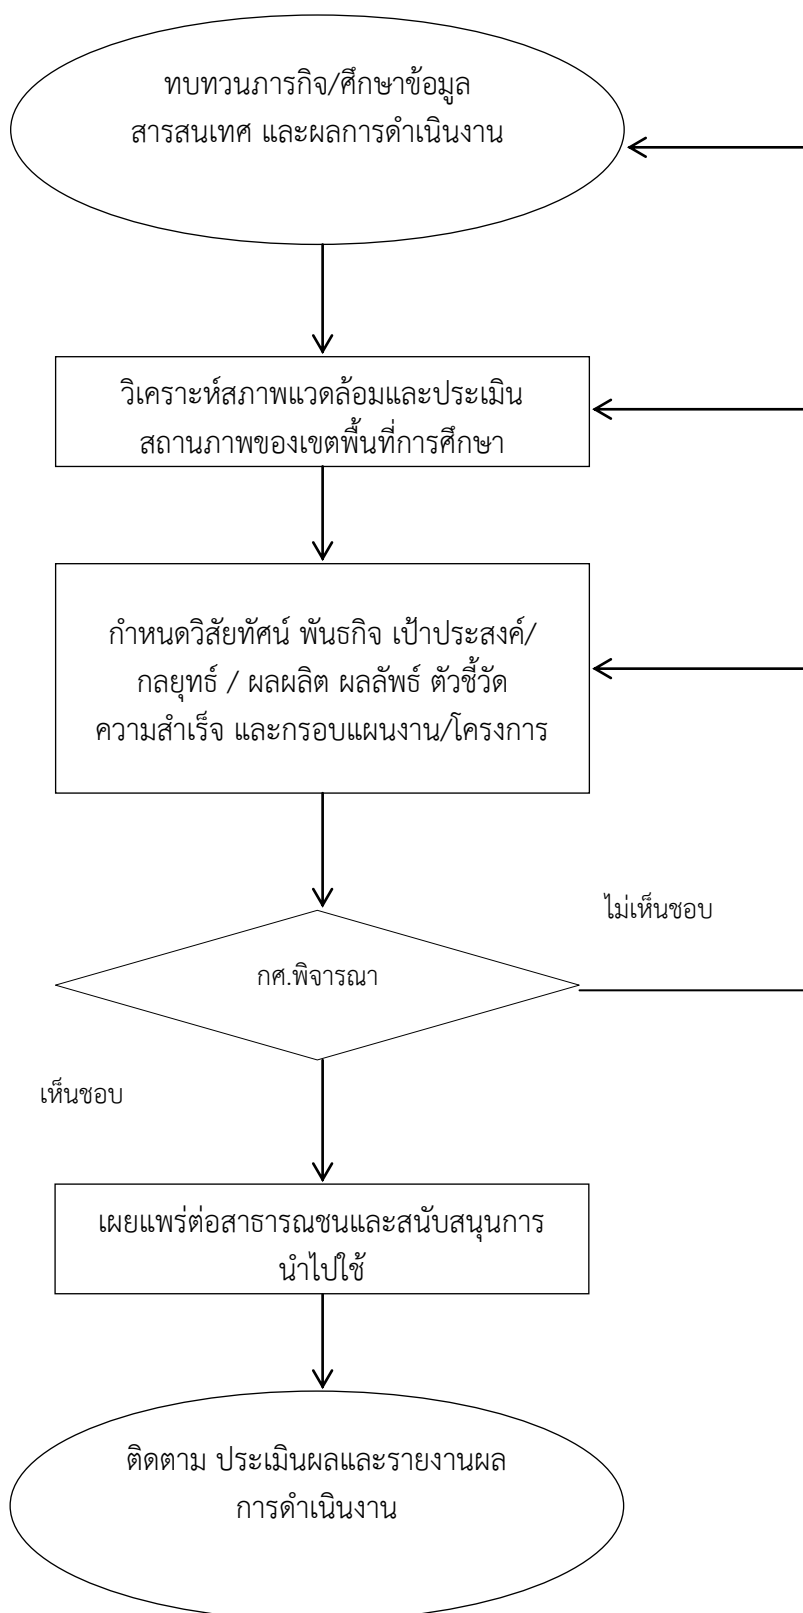 ทบทวนภารกิจ/ศึกษาข้อมูล
สารสนเทศ และผลการดำเนินงาน
วิเคราะห์สภาพแวดล้อมและประเมิน
สถานภาพของเขตพื้นที่การศึกษา
กำหนดวิสัยทัศน์ พันธกิจ เป้าประสงค์/
กลยุทธ์ / ผลผลิต ผลลัพธ์ ตัวชี้วัด
ความสำเร็จ และกรอบแผนงาน/โครงการ
ไม่เห็นชอบ
กศ.พิจารณา
เห็นชอบ
เผยแพร่ต่อสาธารณชนและสนับสนุนการ
นำไปใช้
ติดตาม ประเมินผลและรายงานผล
การดำเนินงาน